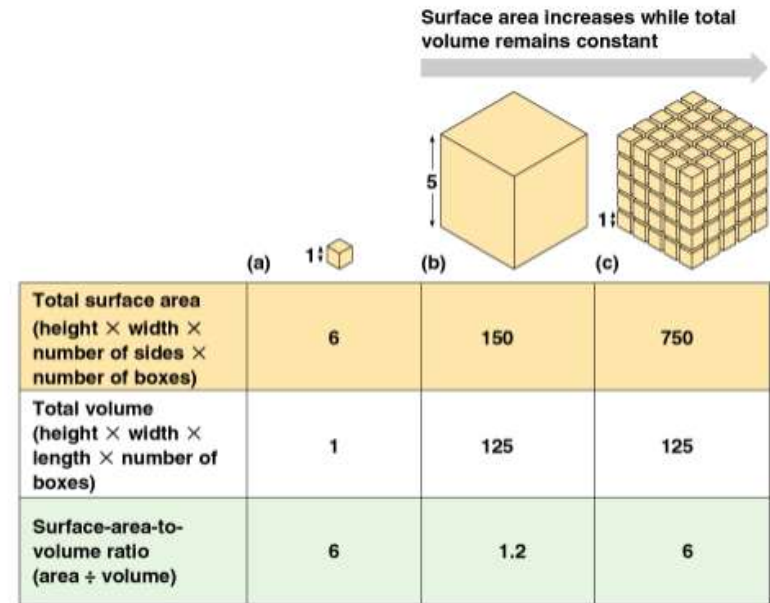 Surface area increases while total
volume remains constant
5
1
1
(a)
(b)
(c)
Total surface area
(height × width ×
number of sides ×
number of boxes)
6
150
750
Total volume
(height × width ×
length × number of
boxes)
1
125
125
Surface-area-to-
volume ratio
(area ÷ volume)
6
1.2
6